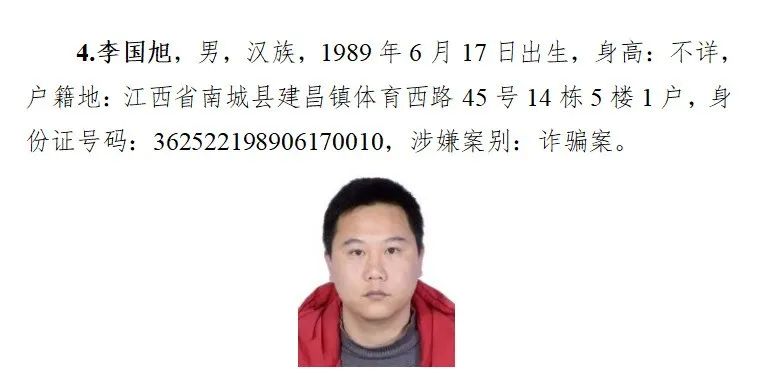 4.李国旭，男，汉族，1989 年 6 月 17 日出生，身高：不详，
户籍地：江西省南城县建昌镇体育西路 45 号 14 栋 5 楼 1 户，身
份证号码：362522198906170010，涉嫌案别：诈骗案。